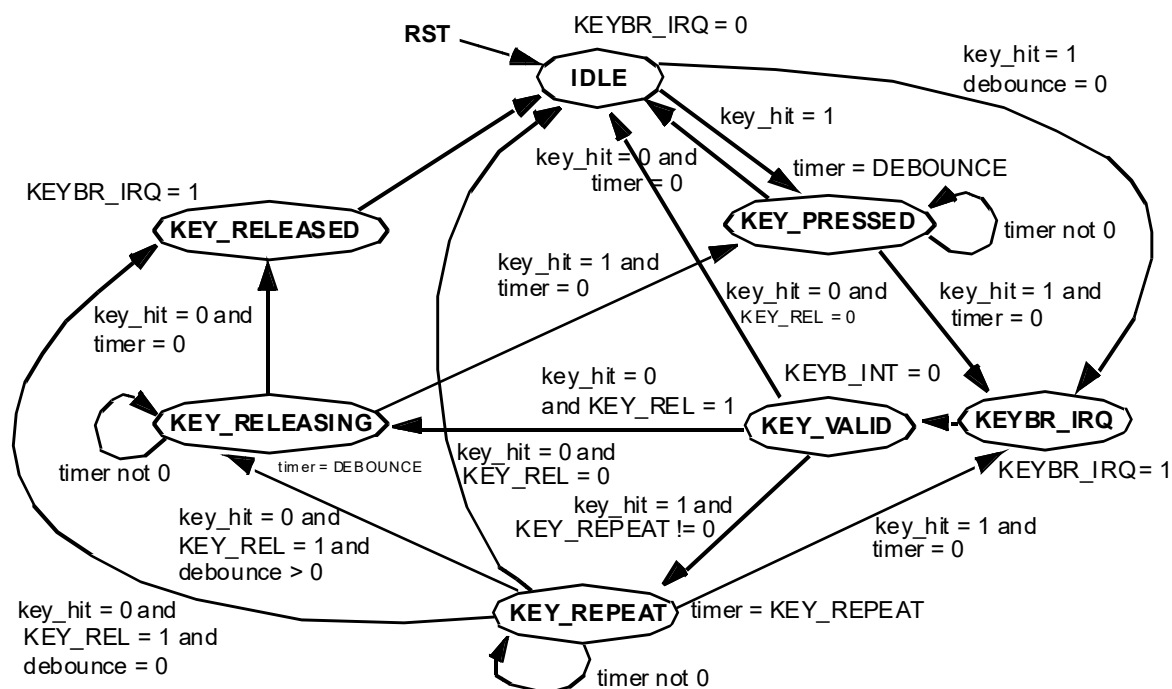 KEYBR_IRQ = 0
RST
IDLE
key_hit = 1
debounce = 0
key_hit = 1
key_hit = 0 and
timer = 0
timer = DEBOUNCE
KEYBR_IRQ = 1
KEY_RELEASED
KEY_PRESSED
timer not 0
key_hit = 1 and
timer = 0
key_hit = 0 and
KEY_REL = 0
key_hit = 1 and
timer = 0
key_hit = 0 and
timer = 0
key_hit = 0
and KEY_REL = 1
KEYB_INT = 0
KEY_RELEASING
KEY_VALID
KEYBR_IRQ
timer not 0
timer = DEBOUNCE
key_hit = 0 and
KEY_REL = 0
KEYBR_IRQ = 1
key_hit = 0 and
KEY_REL = 1 and
debounce > 0
key_hit = 1 and
KEY_REPEAT != 0
key_hit = 1 and
timer = 0
key_hit = 0 and
KEY_REL = 1 and
debounce = 0
KEY_REPEAT
timer = KEY_REPEAT
timer not 0